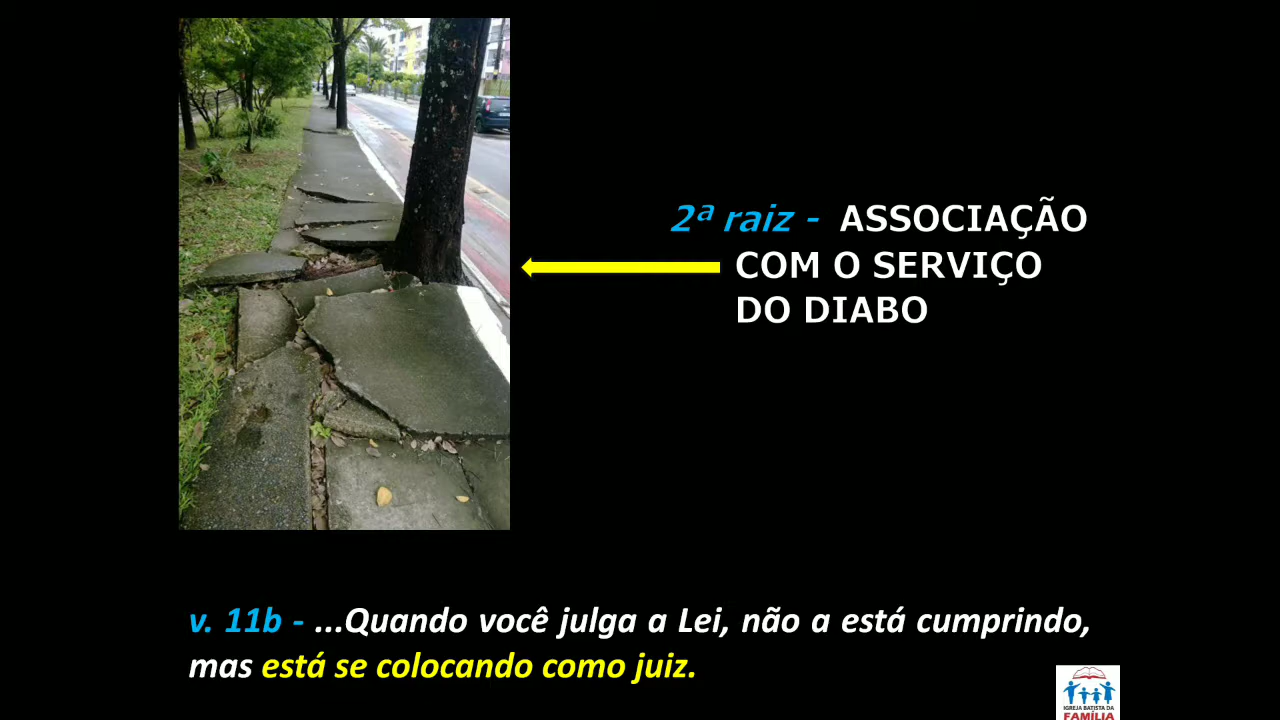 2ª raiz - ASSOCIAÇÃO
COM O SERVIÇO
DO DIABO
v. 11b - ...Quando você julga a Lei, não a está cumprindo,
mas está se colocando como juiz.
IGREJA BATISTA DA
FAMÍLIA